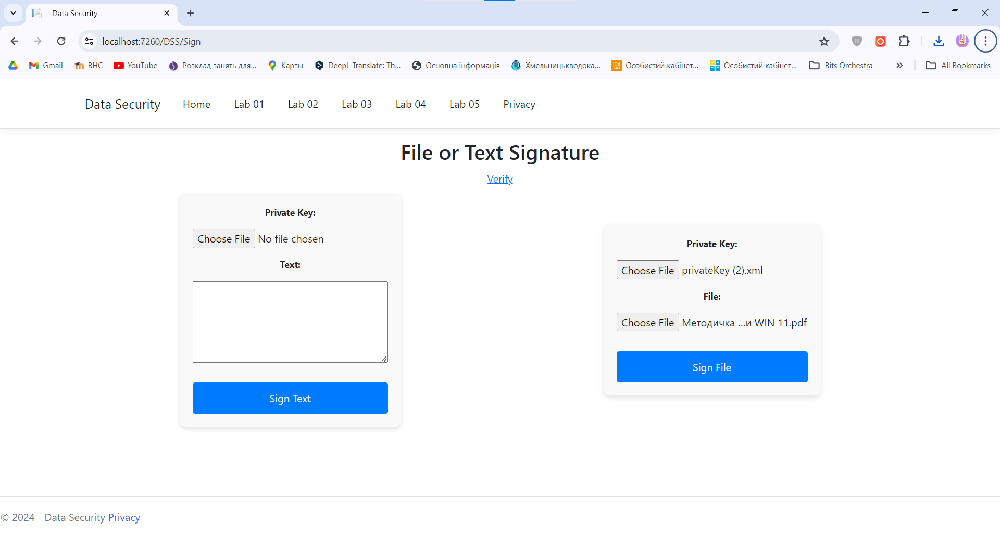 - Data Security
localhost:7260/DSS/Sign
Gmail
ВНС
YouTube
Розклад занять для...
Карты
DeepL Translate: Th...
Основна інформація
Хмельницькводока...
104 .ua
Особистий кабінет...
Особистий кабінет...
Bits Orchestra
All Bookmarks
Data Security
Home
Lab 01
Lab 02
Lab 03
Lab 04
Lab 05
Privacy
File or Text Signature
Verify
Private Key:
Choose File No file chosen
Text:
Sign Text
Private Key:
Choose File privateKey (2).xml
File:
Choose File Методичка ...и WIN 11.pdf
Sign File
© 2024 - Data Security Privacy